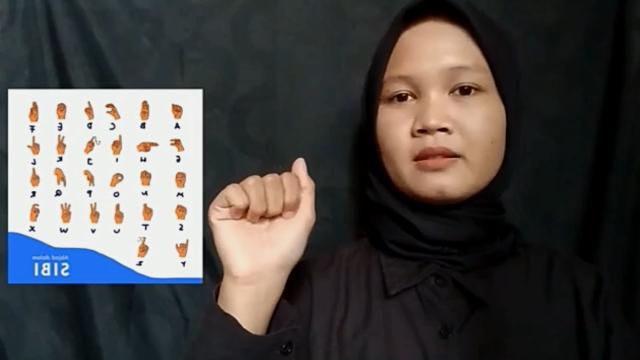 A B C D E F
G H I J K L
M N O P Q R
S T U V W X
Y Z
Abjad dalam
SIBI